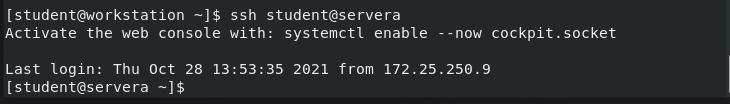 [student@workstation ~]$ ssh student@servera
Activate the web console with: systemctl enable --now cockpit.socket
Last login: Thu Oct 28 13:53:35 2021 from 172.25.250.9
[student@servera ~]$